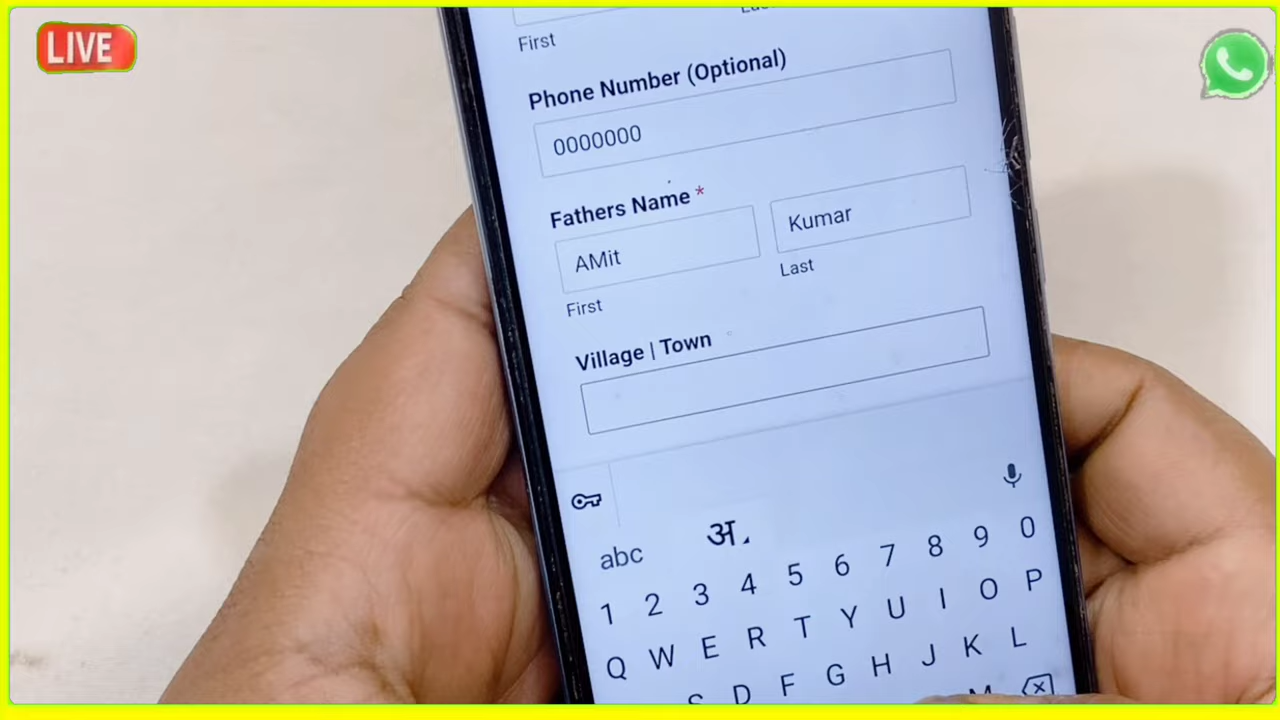 LIVE
First
Phone Number (Optional)
0000000
Fathers Name *
AMit Kumar
First Last
Village | Town
abc अ
1 2 3 4 5 6 7 8 9 0
Q W E R T Y U I O P
D F G H J K L